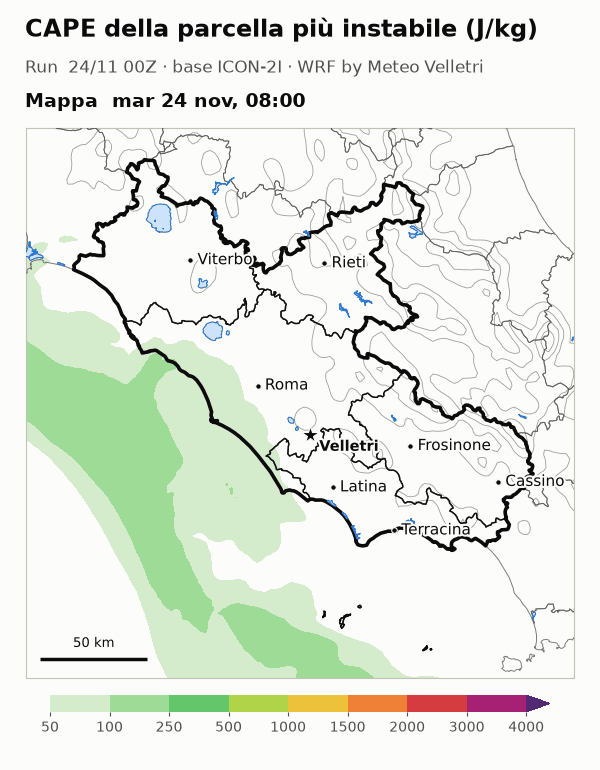 CAPE della parcella più instabile (J/kg)
Run  24/11 00Z · base ICON-2I · WRF by Meteo Velletri
Mappa  mar 24 nov, 08:00
Viterbo
Rieti
Roma
Velletri
Frosinone
Cassino
Latina
Terracina
50 km
50 100 250 500 1000 1500 2000 3000 4000